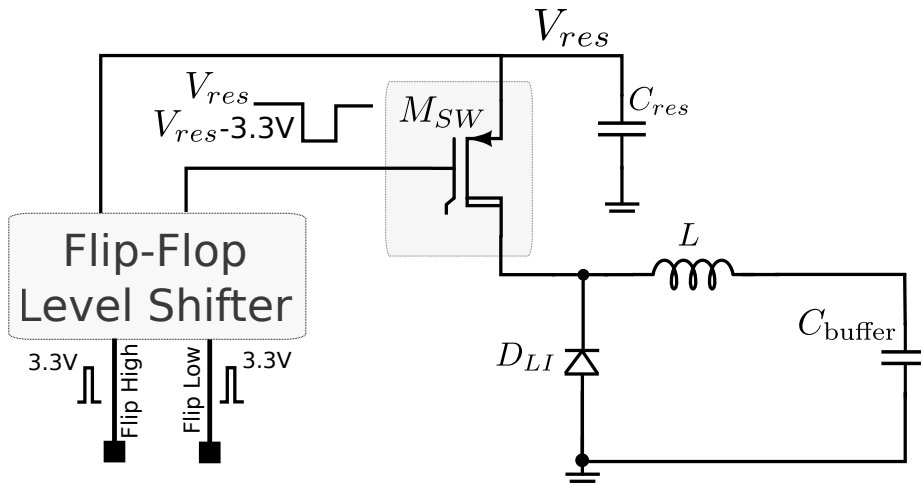 V_res
V_res
V_res-3.3V
M_SW
C_res
Flip-Flop
Level Shifter
L
C_buffer
D_LI
3.3V
Flip High
Flip Low
3.3V